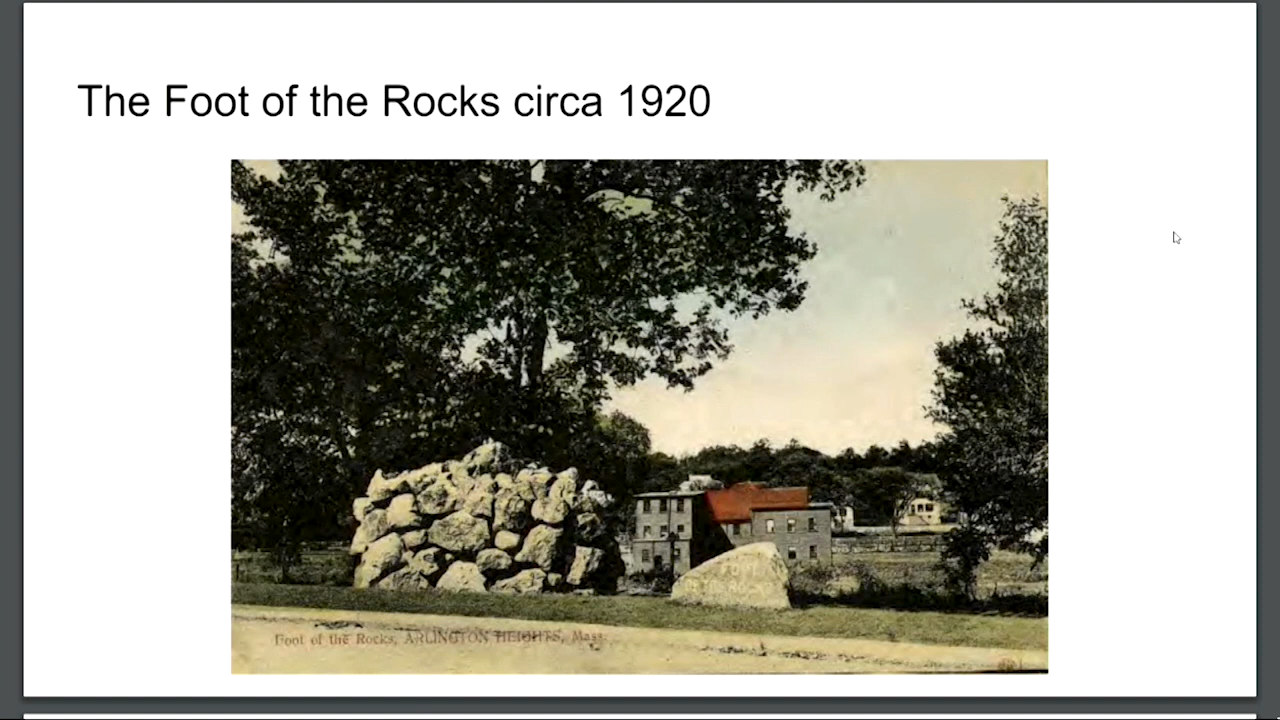 The Foot of the Rocks circa 1920
Foot of the Rocks, ARLINGTON HEIGHTS, Mass.